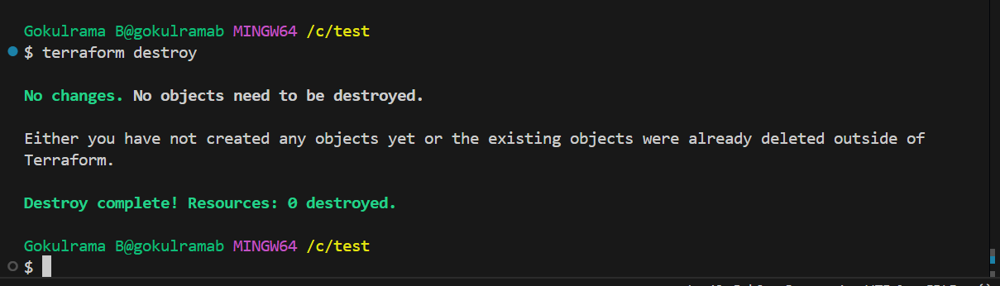 Gokulrama B@gokulramab MINGW64 /c/test
$ terraform destroy
No changes. No objects need to be destroyed.
Either you have not created any objects yet or the existing objects were already deleted outside of
Terraform.
Destroy complete! Resources: 0 destroyed.
Gokulrama B@gokulramab MINGW64 /c/test
$